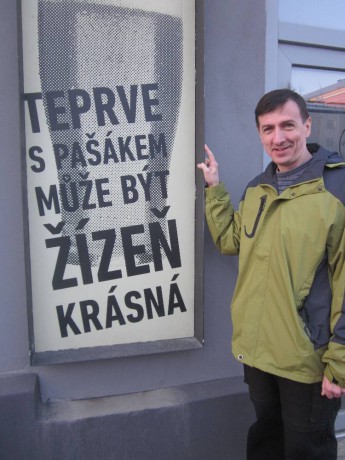 TEPRVE
S PAŠÁKEM
MŮŽE BÝT
ŽÍZEŇ
KRÁSNÁ